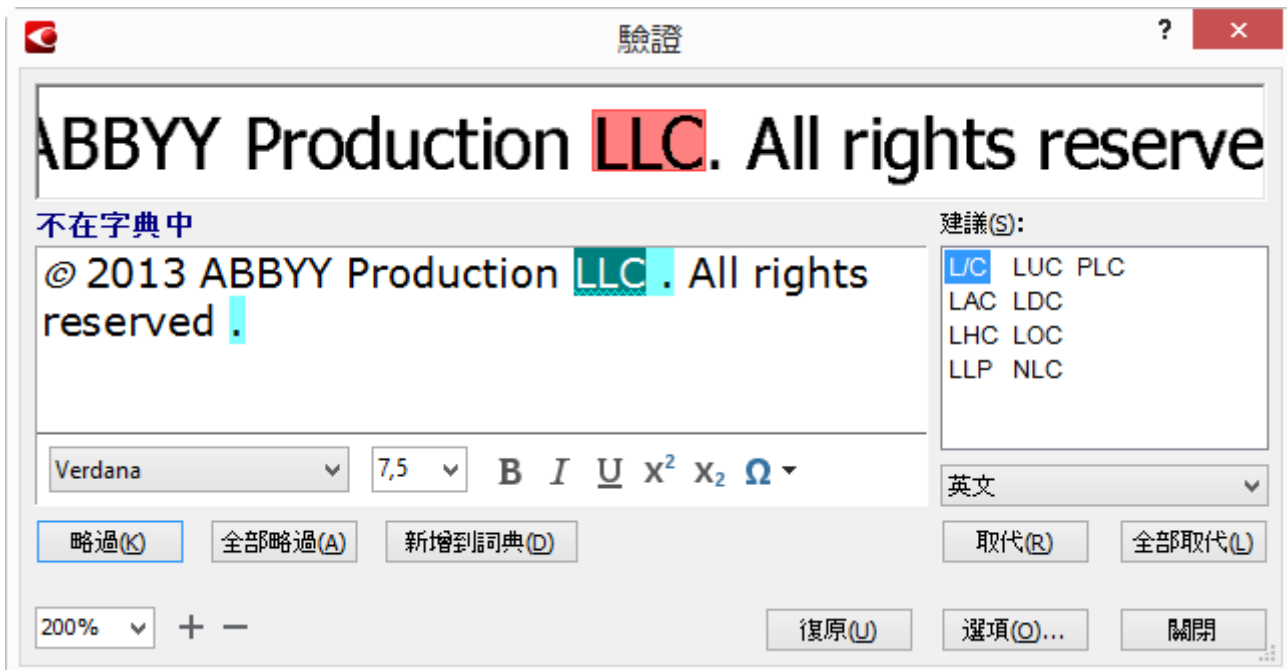 驗證
?
×
ABBYY Production LLC. All rights reserve
不在字典中
建議(S):
© 2013 ABBYY Production LLC . All rights
reserved .
L/C LUC PLC
LAC LDC
LHC LOC
LLP NLC
Verdana 7,5 B I U X² X₂ Ω
英文
略過(K) 全部略過(A) 新增到詞典(D) 取代(R) 全部取代(L)
200% + − 復原(U) 選項(O)... 關閉